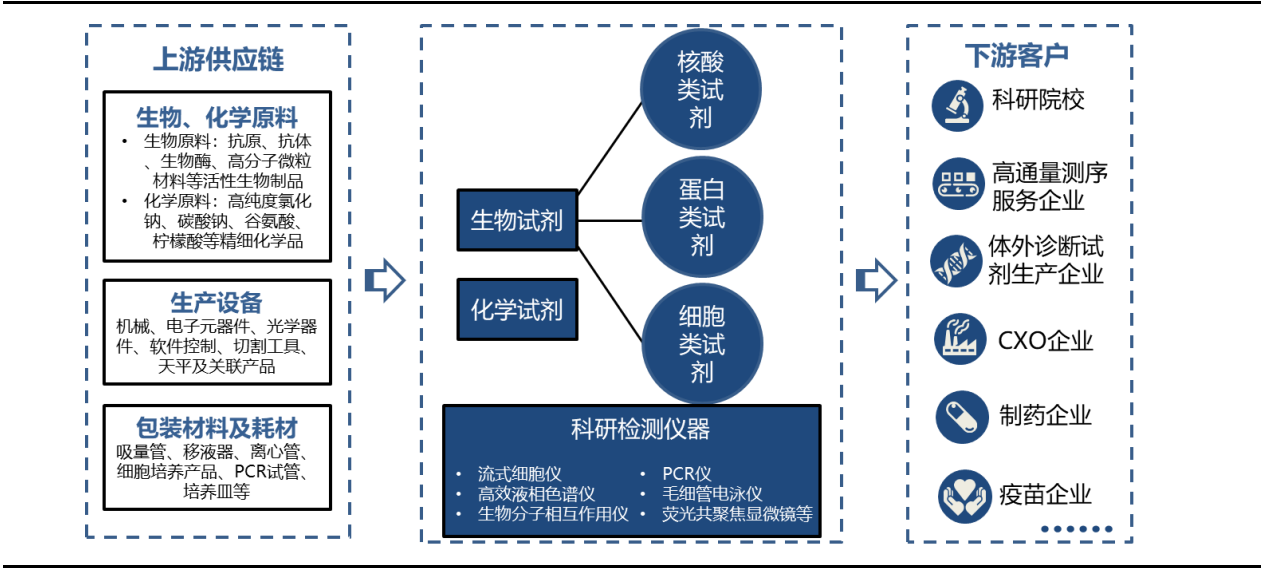 上游供应链
生物、化学原料
• 生物原料：抗原、抗体
、生物酶、高分子微粒
材料等活性生物制品
• 化学原料：高纯度氯化
钠、碳酸钠、谷氨酸、
柠檬酸等精细化学品
生产设备
机械、电子元器件、光学器
件、软件控制、切割工具、
天平及关联产品
包装材料及耗材
吸量管、移液器、离心管、
细胞培养产品、PCR试管、
培养皿等
生物试剂
化学试剂
核酸
类试
剂
蛋白
类试
剂
细胞
类试
剂
科研检测仪器
• 流式细胞仪
• 高效液相色谱仪
• 生物分子相互作用仪
• PCR仪
• 毛细管电泳仪
• 荧光共聚焦显微镜等
下游客户
科研院校
高通量测序
服务企业
体外诊断试
剂生产企业
CXO企业
制药企业
疫苗企业
······